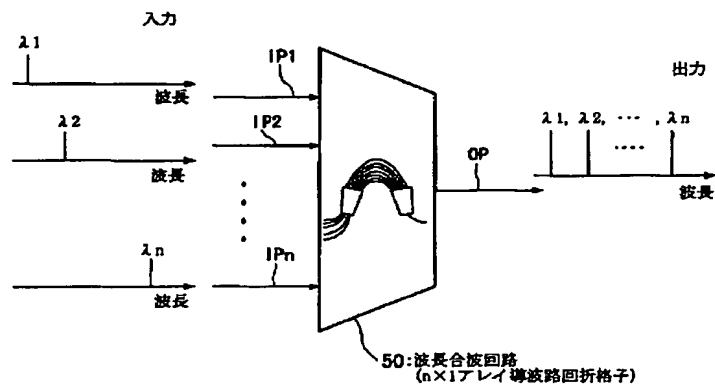 入力
λ1
波長
IP1
λ2
波長
IP2
λn
波長
IPn
出力
λ1, λ2, ･･･ , λn
････
波長
OP
50:波長合波回路
(n×1アレイ導波路回折格子)